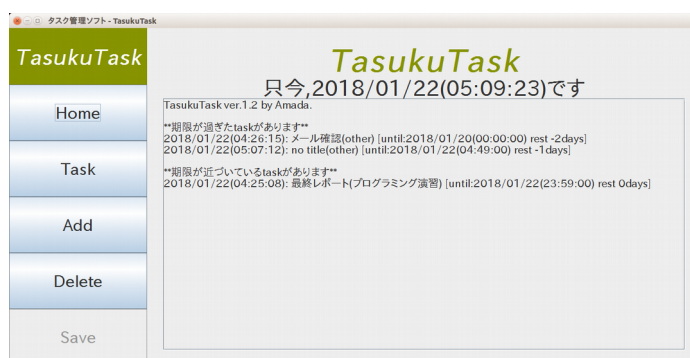 タスク管理ソフト - TasukuTask
TasukuTask
Home
Task
Add
Delete
Save
TasukuTask
只今,2018/01/22(05:09:23)です
TasukuTask ver.1.2 by Amada.
**期限が過ぎたtaskがあります**
2018/01/22(04:26:15): メール確認(other) [until:2018/01/20(00:00:00) rest -2days]
2018/01/22(05:07:12): no title(other) [until:2018/01/22(04:49:00) rest -1days]
**期限が近づいているtaskがあります**
2018/01/22(04:25:08): 最終レポート(プログラミング演習) [until:2018/01/22(23:59:00) rest 0days]